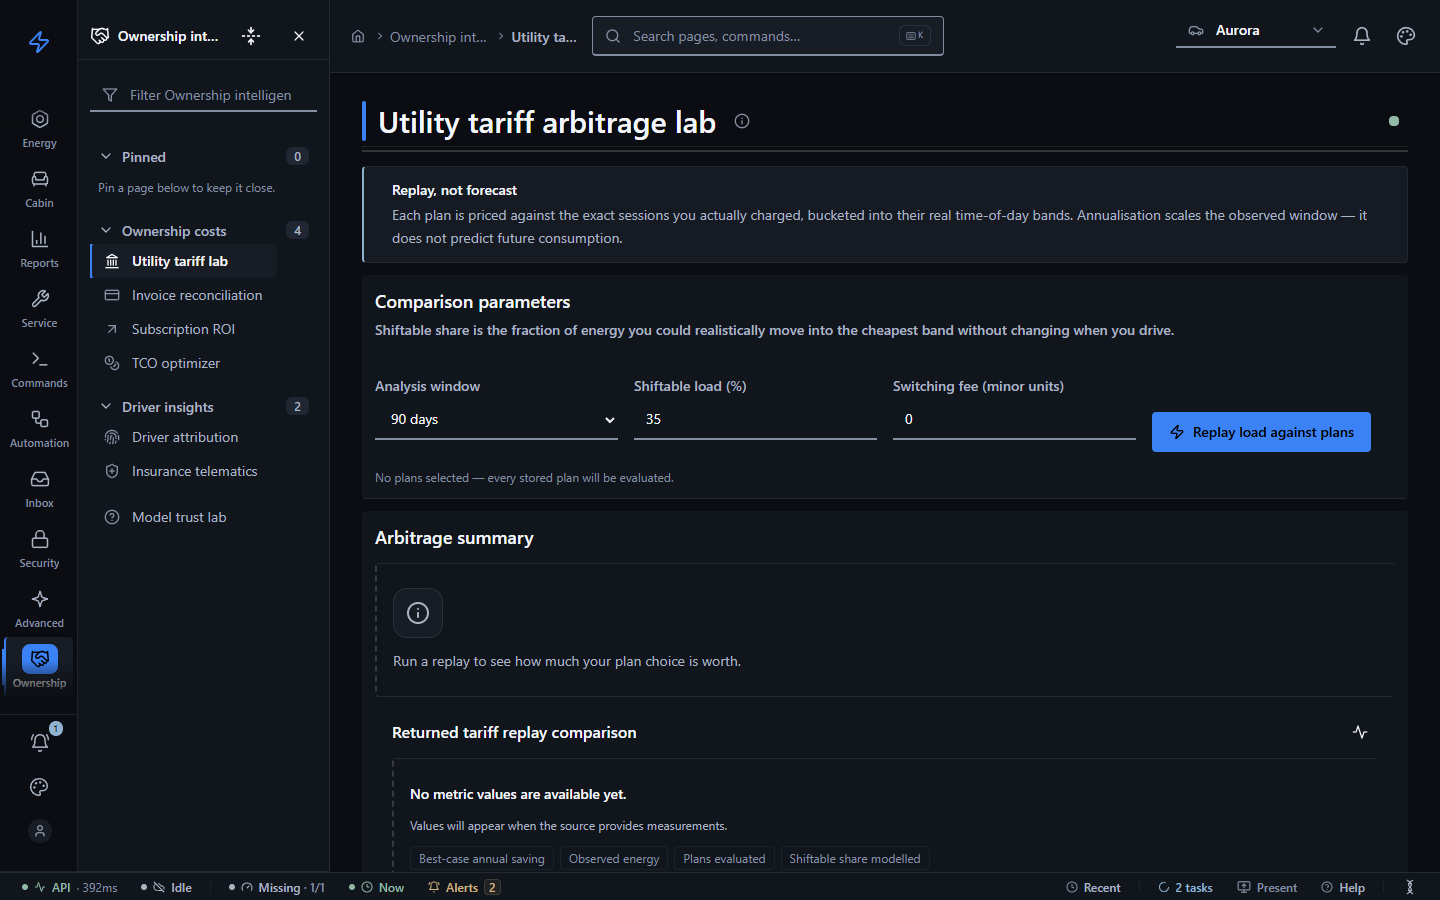 Energy
Cabin
Reports
Service
Commands
Automation
Inbox
Security
Advanced
Ownership
1
Ownership int...
Filter Ownership intelligen
Pinned
0
Pin a page below to keep it close.
Ownership costs
4
Utility tariff lab
Invoice reconciliation
Subscription ROI
TCO optimizer
Driver insights
2
Driver attribution
Insurance telematics
Model trust lab
Ownership int...
Utility ta...
Search pages, commands...
K
Aurora
Utility tariff arbitrage lab
Replay, not forecast
Each plan is priced against the exact sessions you actually charged, bucketed into their real time-of-day bands. Annualisation scales the observed window — it
does not predict future consumption.
Comparison parameters
Shiftable share is the fraction of energy you could realistically move into the cheapest band without changing when you drive.
Analysis window
Shiftable load (%)
Switching fee (minor units)
90 days
35
0
Replay load against plans
No plans selected — every stored plan will be evaluated.
Arbitrage summary
Run a replay to see how much your plan choice is worth.
Returned tariff replay comparison
No metric values are available yet.
Values will appear when the source provides measurements.
Best-case annual saving
Observed energy
Plans evaluated
Shiftable share modelled
API · 392ms
Idle
Missing · 1/1
Now
Alerts 2
Recent
2 tasks
Present
Help